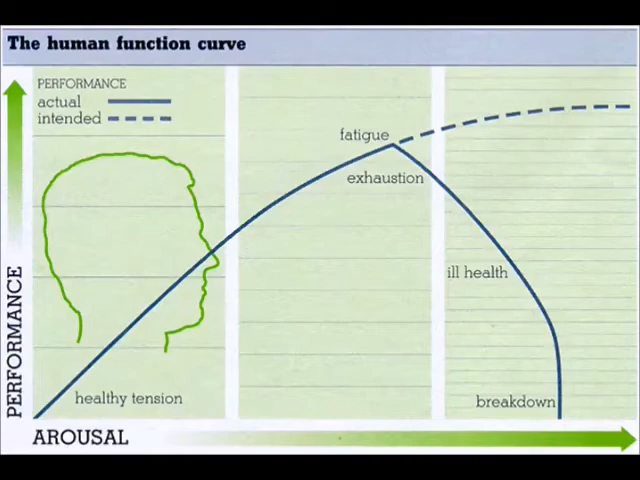 The human function curve
PERFORMANCE
actual
intended
fatigue
exhaustion
ill health
healthy tension
breakdown
PERFORMANCE
AROUSAL